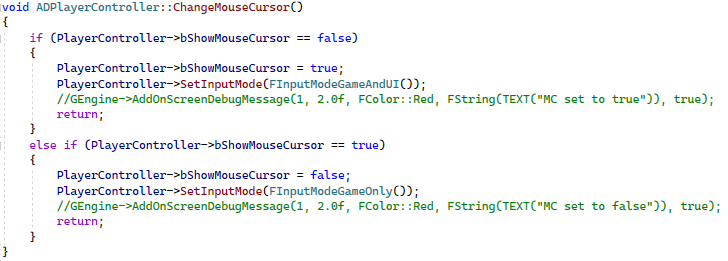 void ADPlayerController::ChangeMouseCursor()
{
    if (PlayerController->bShowMouseCursor == false)
    {
        PlayerController->bShowMouseCursor = true;
        PlayerController->SetInputMode(FInputModeGameAndUI());
        //GEngine->AddOnScreenDebugMessage(1, 2.0f, FColor::Red, FString(TEXT("MC set to true")), true);
        return;
    }
    else if (PlayerController->bShowMouseCursor == true)
    {
        PlayerController->bShowMouseCursor = false;
        PlayerController->SetInputMode(FInputModeGameOnly());
        //GEngine->AddOnScreenDebugMessage(1, 2.0f, FColor::Red, FString(TEXT("MC set to false")), true);
        return;
    }
}